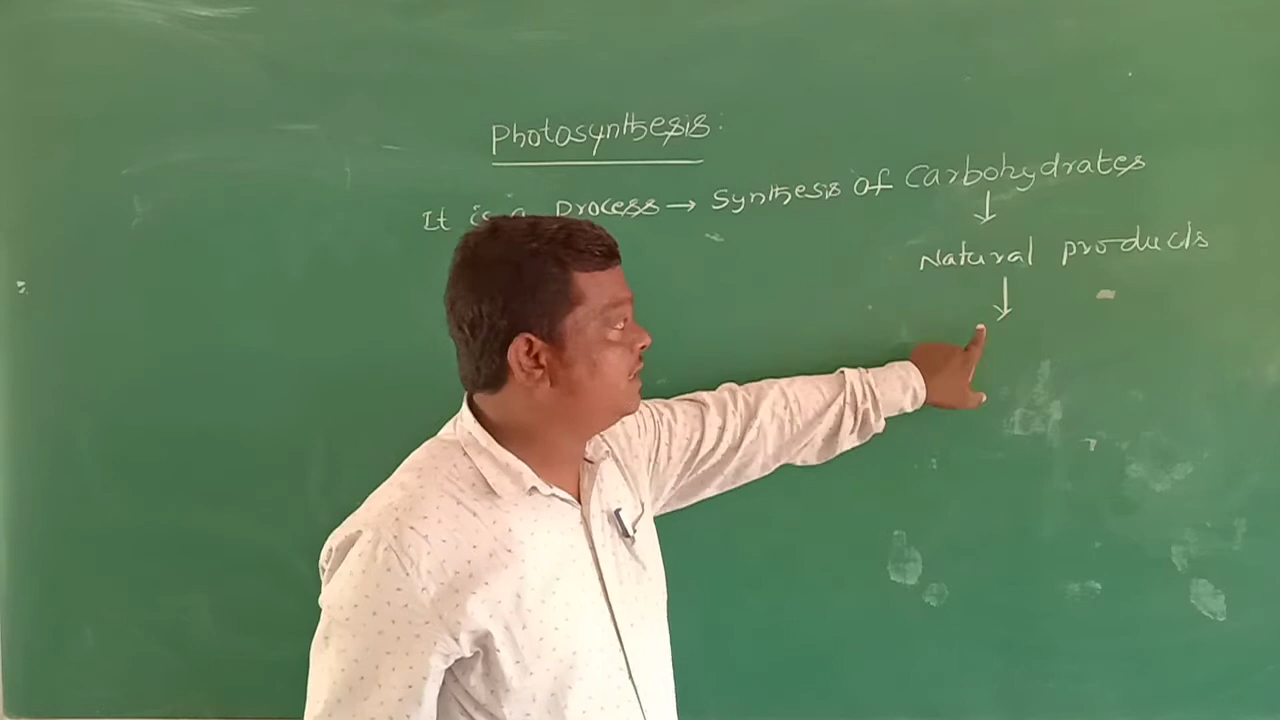 Photosynthesis:
It is a Process → Synthesis of Carbohydrates
↓
Natural products
↓